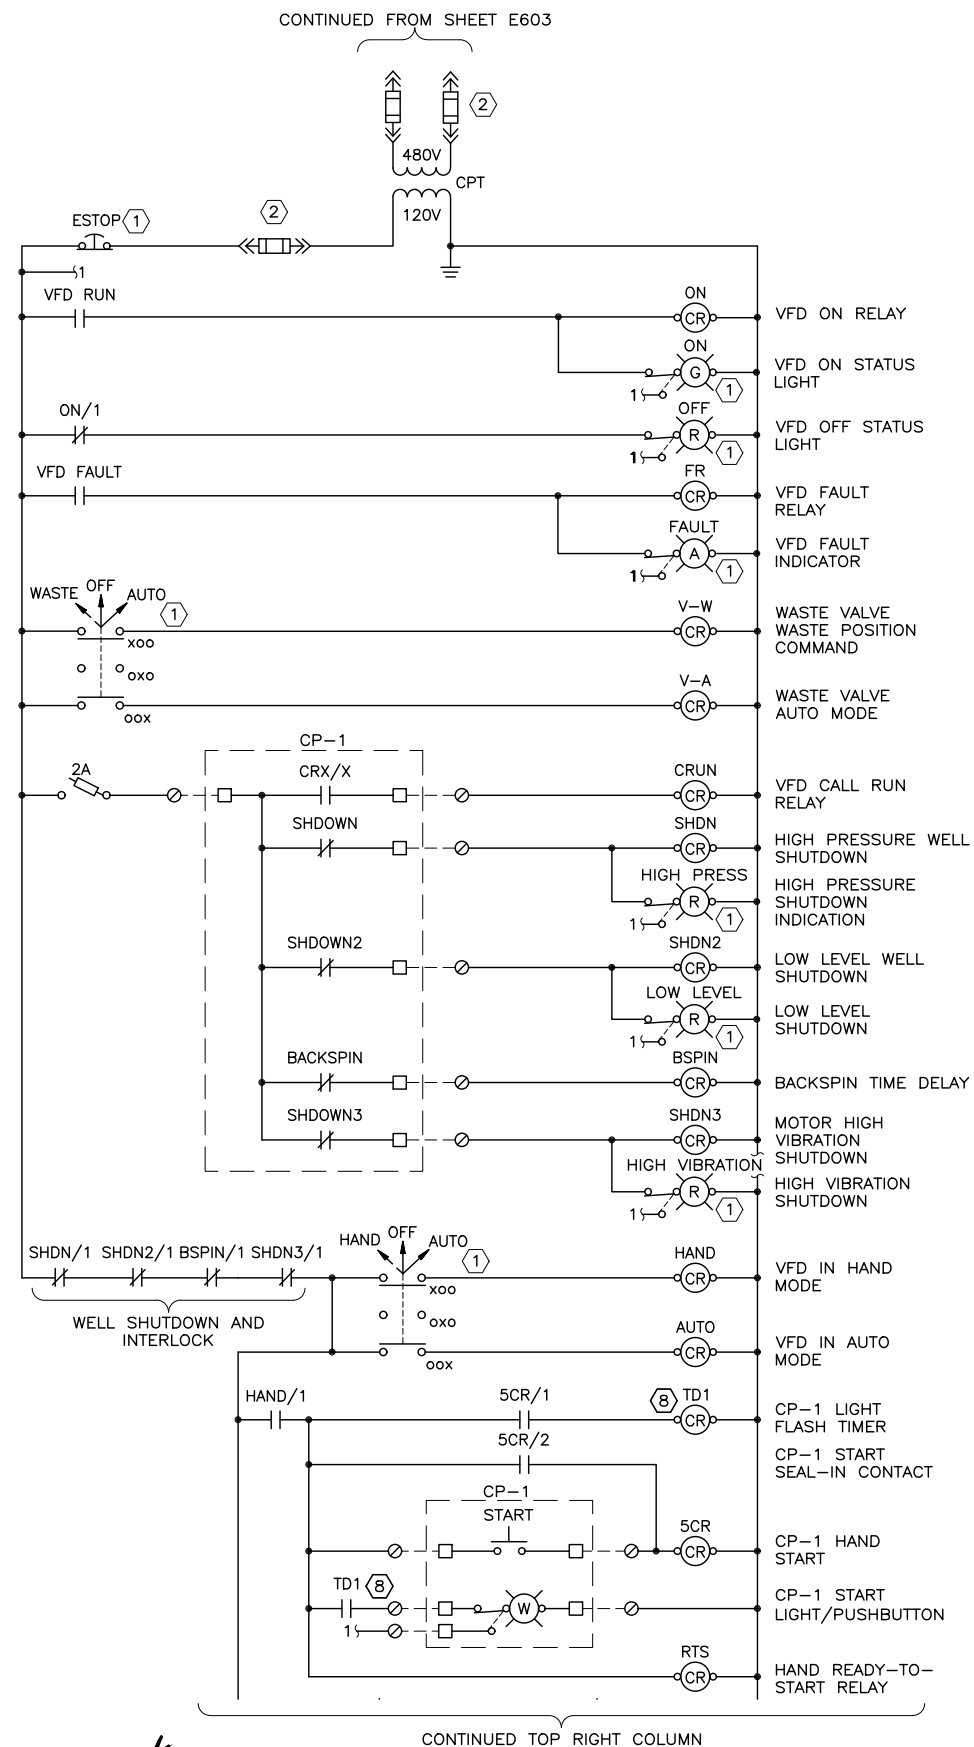 CONTINUED FROM SHEET E603
2
480V
CPT
120V
ESTOP 1
2
1
VFD RUN
ON
CR
VFD ON RELAY
ON
G
1
1
VFD ON STATUS
LIGHT
ON/1
OFF
R
1
1
VFD OFF STATUS
LIGHT
VFD FAULT
FR
CR
VFD FAULT
RELAY
FAULT
A
1
1
VFD FAULT
INDICATOR
WASTE OFF AUTO 1
XOO
V-W
CR
WASTE VALVE
WASTE POSITION
COMMAND
OXO
OOX
V-A
CR
WASTE VALVE
AUTO MODE
CP-1
2A
CRX/X
CRUN
CR
VFD CALL RUN
RELAY
SHDOWN
SHDN
CR
HIGH PRESSURE WELL
SHUTDOWN
HIGH PRESS
R
1
1
HIGH PRESSURE
SHUTDOWN
INDICATION
SHDOWN2
SHDN2
CR
LOW LEVEL WELL
SHUTDOWN
LOW LEVEL
R
1
1
LOW LEVEL
SHUTDOWN
BACKSPIN
BSPIN
CR
BACKSPIN TIME DELAY
SHDOWN3
SHDN3
CR
MOTOR HIGH
VIBRATION
SHUTDOWN
HIGH VIBRATION
R
1
1
HIGH VIBRATION
SHUTDOWN
SHDN/1 SHDN2/1 BSPIN/1 SHDN3/1
WELL SHUTDOWN AND
INTERLOCK
HAND OFF AUTO 1
XOO
HAND
CR
VFD IN HAND
MODE
OXO
OOX
AUTO
CR
VFD IN AUTO
MODE
HAND/1
5CR/1
8 TD1
CR
CP-1 LIGHT
FLASH TIMER
5CR/2
CP-1 START
SEAL-IN CONTACT
CP-1
START
5CR
CR
CP-1 HAND
START
TD1 8
W
1
CP-1 START
LIGHT/PUSHBUTTON
RTS
CR
HAND READY-TO-
START RELAY
CONTINUED TOP RIGHT COLUMN